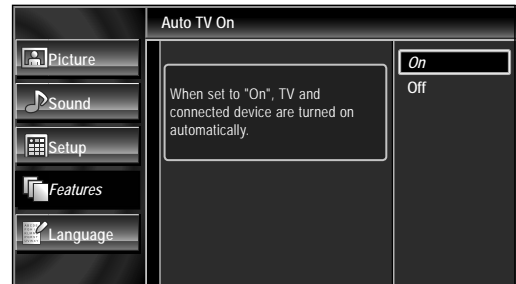 Auto TV On
Picture
Sound
Setup
Features
Language
When set to "On", TV and
connected device are turned on
automatically.
On
Off